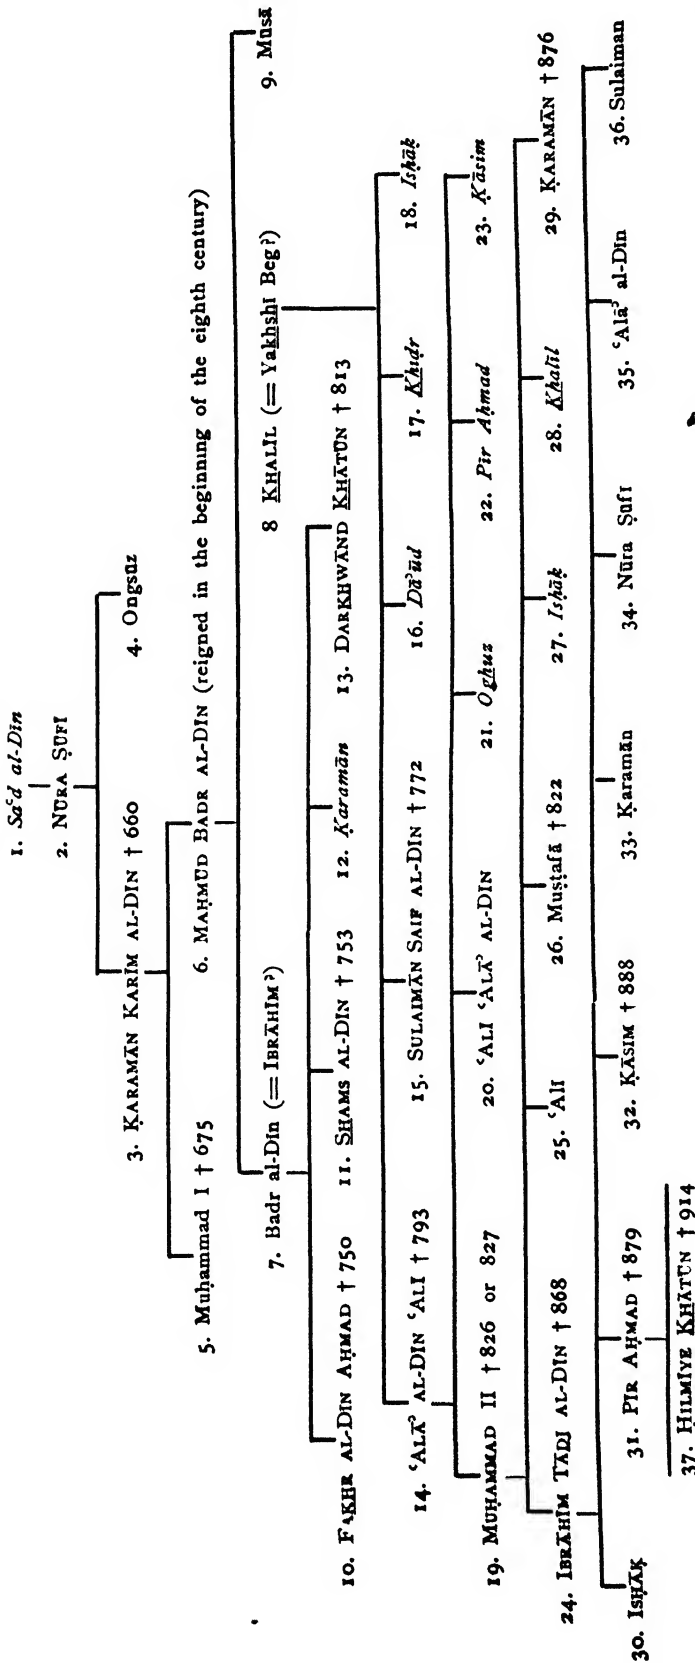 1. Saʿd al-Dīn
2. NŪRA ṢŪFĪ
3. ḲARAMĀN KARĪM AL-DĪN † 660
4. Ongsūz
5. Muḥammad I † 675
6. MAḤMŪD BADR AL-DĪN (reigned in the beginning of the eighth century)
7. Badr al-Dīn (= IBRĀHĪM?)
8 KHALĪL (= Yakhshi Beg?)
9. Mūsā
10. FAKHR AL-DĪN AḤMAD † 750
11. SHAMS AL-DĪN † 753
12. Ḳaramān
13. DARKHWĀND KHĀTŪN † 813
14. ʿALĀʾ AL-DĪN ʿALĪ † 793
15. SULAIMĀN SAIF AL-DĪN † 772
16. Dāʾūd
17. Khiḍr
18. Isḥāḳ
19. MUḤAMMAD II † 826 or 827
20. ʿALĪ ʿALĀʾ AL-DĪN
21. Oghuz
22. Pīr Aḥmad
23. Ḳāsim
24. IBRĀHĪM TĀDJ AL-DĪN † 868
25. ʿAlī
26. Muṣṭafā † 822
27. Isḥāḳ
28. Khalīl
29. ḲARAMĀN † 876
30. ISḤĀḲ
31. PĪR AḤMAD † 879
32. ḲĀSIM † 888
33. Ḳaramān
34. Nūra Ṣūfī
35. ʿAlāʾ al-Dīn
36. Sulaiman
37. ḤILMĪYE KHĀTŪN † 914